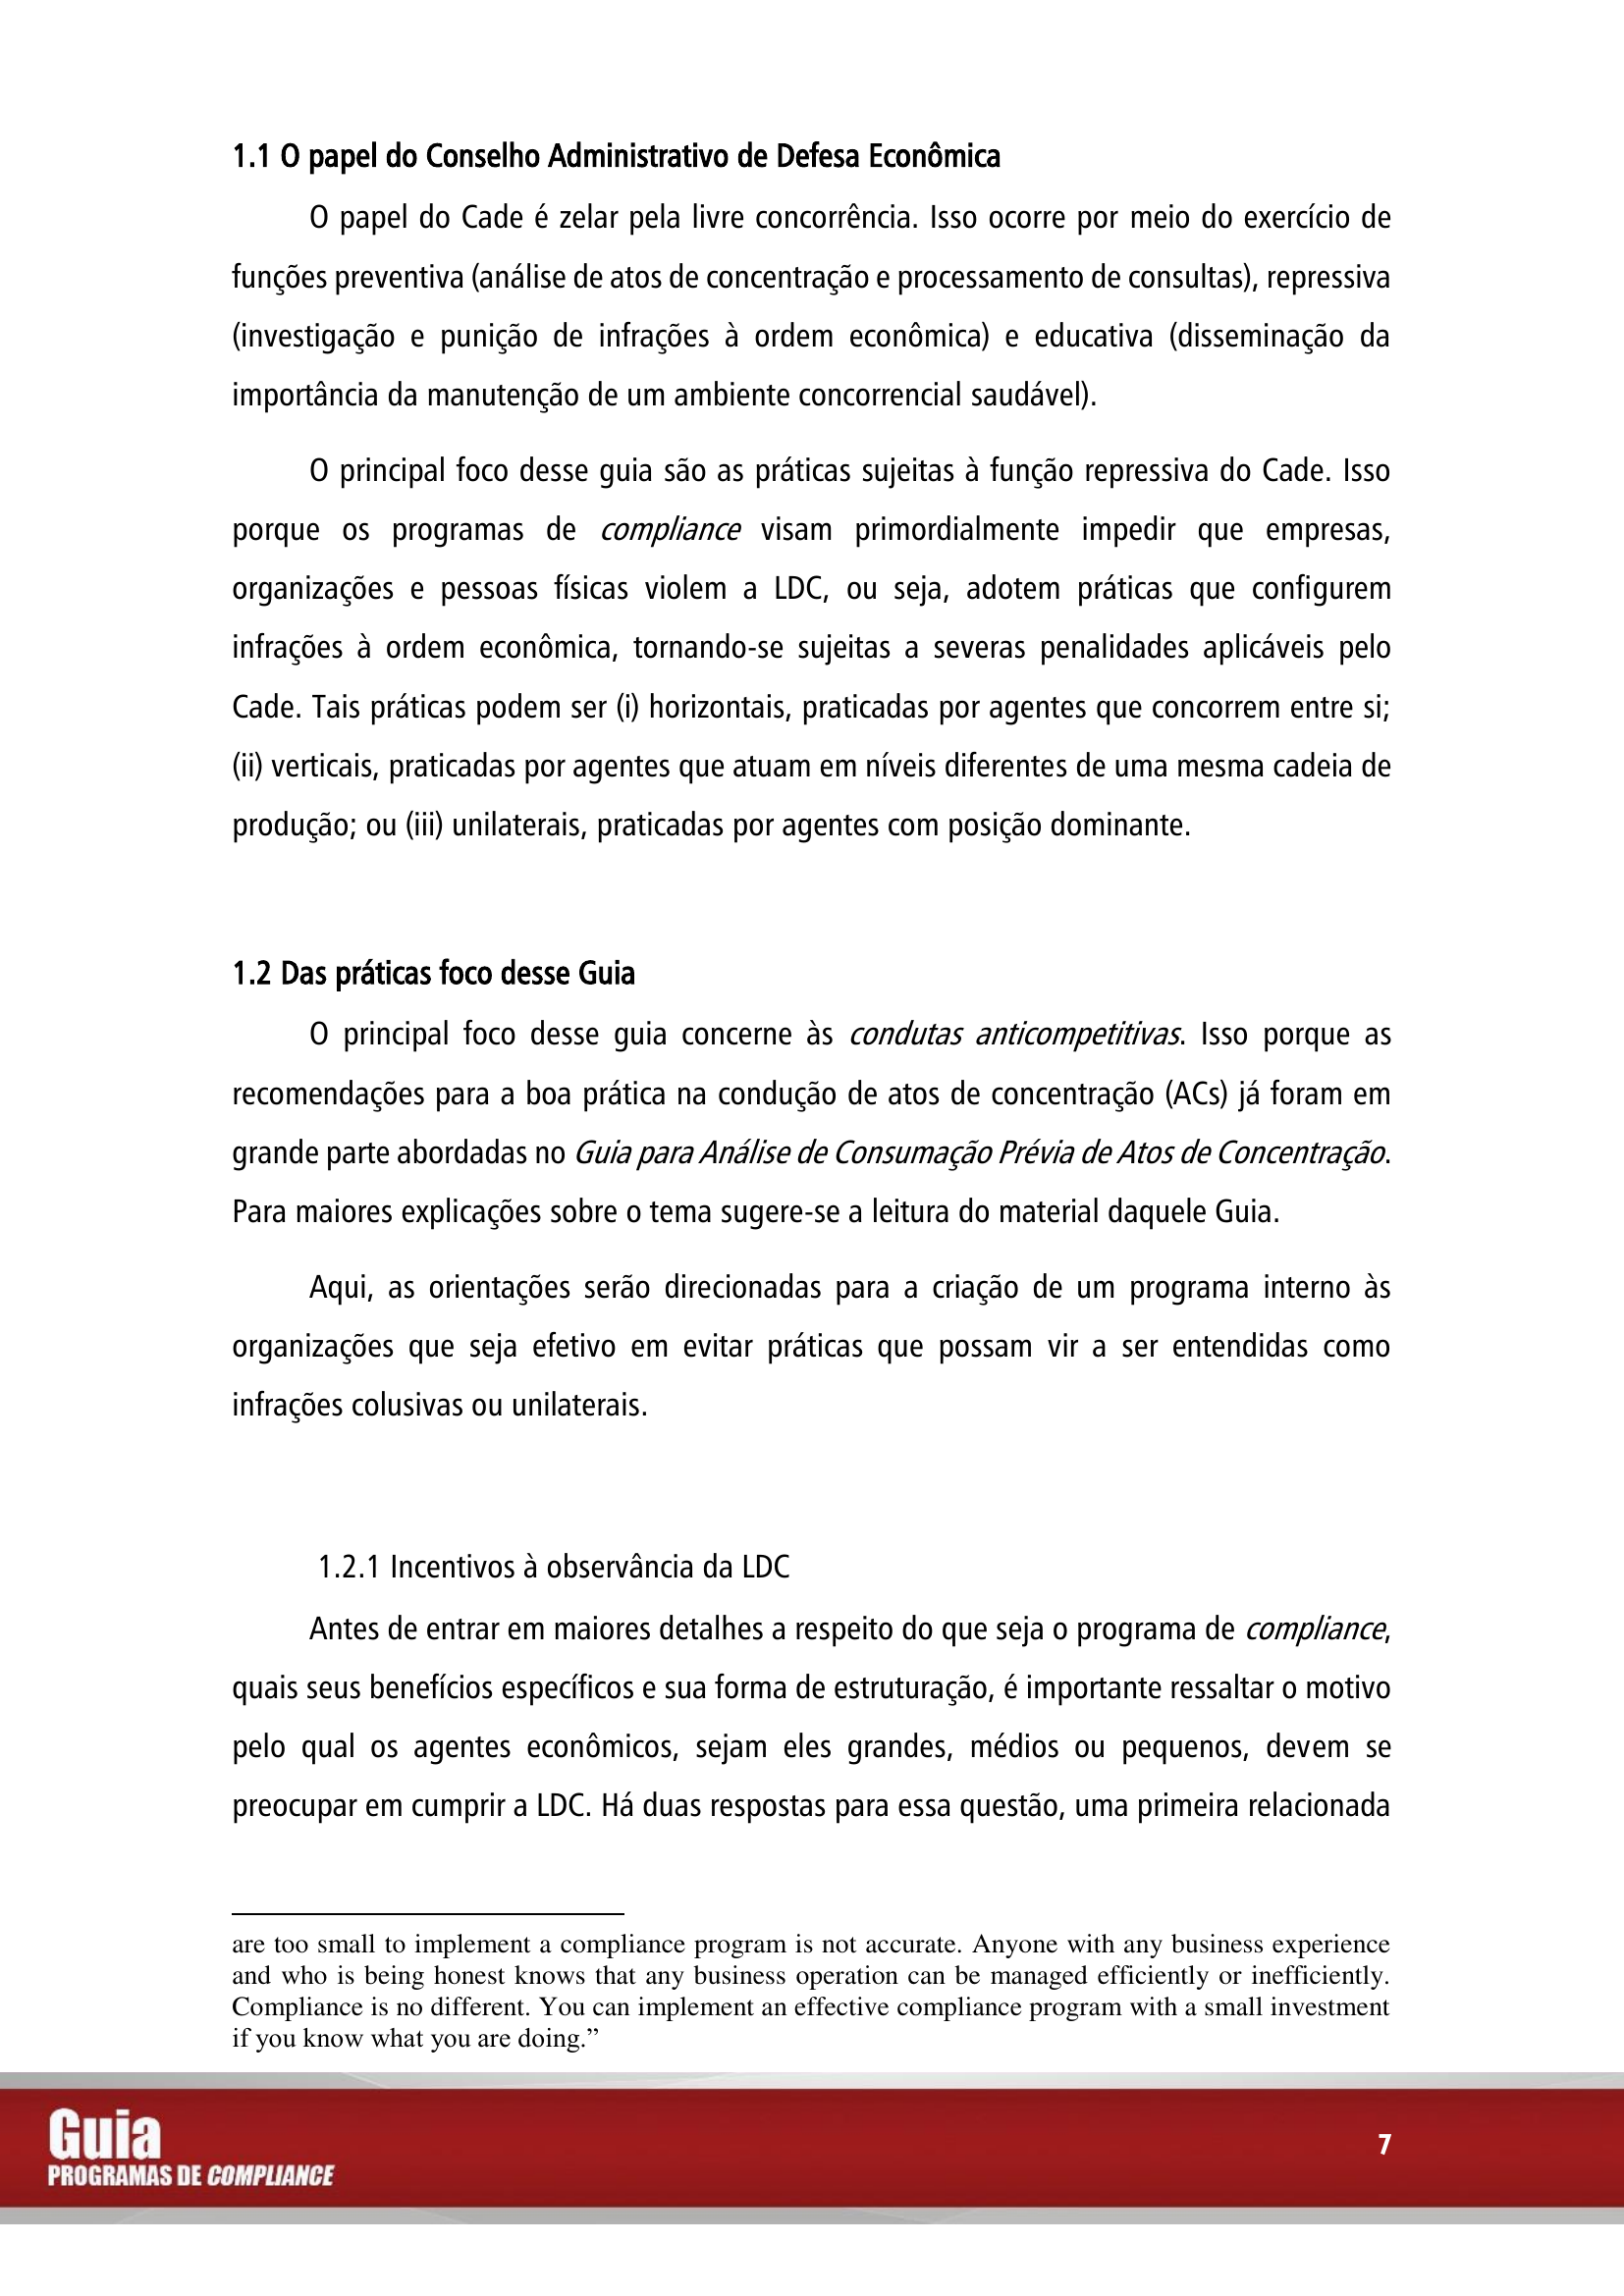 1.1 O papel do Conselho Administrativo de Defesa Econômica
O papel do Cade é zelar pela livre concorrência. Isso ocorre por meio do exercício de
funções preventiva (análise de atos de concentração e processamento de consultas), repressiva
(investigação e punição de infrações à ordem econômica) e educativa (disseminação da
importância da manutenção de um ambiente concorrencial saudável).
O principal foco desse guia são as práticas sujeitas à função repressiva do Cade. Isso
porque os programas de compliance visam primordialmente impedir que empresas,
organizações e pessoas físicas violem a LDC, ou seja, adotem práticas que configurem
infrações à ordem econômica, tornando-se sujeitas a severas penalidades aplicáveis pelo
Cade. Tais práticas podem ser (i) horizontais, praticadas por agentes que concorrem entre si;
(ii) verticais, praticadas por agentes que atuam em níveis diferentes de uma mesma cadeia de
produção; ou (iii) unilaterais, praticadas por agentes com posição dominante.
1.2 Das práticas foco desse Guia
O principal foco desse guia concerne às condutas anticompetitivas. Isso porque as
recomendações para a boa prática na condução de atos de concentração (ACs) já foram em
grande parte abordadas no Guia para Análise de Consumação Prévia de Atos de Concentração.
Para maiores explicações sobre o tema sugere-se a leitura do material daquele Guia.
Aqui, as orientações serão direcionadas para a criação de um programa interno às
organizações que seja efetivo em evitar práticas que possam vir a ser entendidas como
infrações colusivas ou unilaterais.
1.2.1 Incentivos à observância da LDC
Antes de entrar em maiores detalhes a respeito do que seja o programa de compliance,
quais seus benefícios específicos e sua forma de estruturação, é importante ressaltar o motivo
pelo qual os agentes econômicos, sejam eles grandes, médios ou pequenos, devem se
preocupar em cumprir a LDC. Há duas respostas para essa questão, uma primeira relacionada
are too small to implement a compliance program is not accurate. Anyone with any business experience
and who is being honest knows that any business operation can be managed efficiently or inefficiently.
Compliance is no different. You can implement an effective compliance program with a small investment
if you know what you are doing.”
Guia
PROGRAMAS DE COMPLIANCE
7